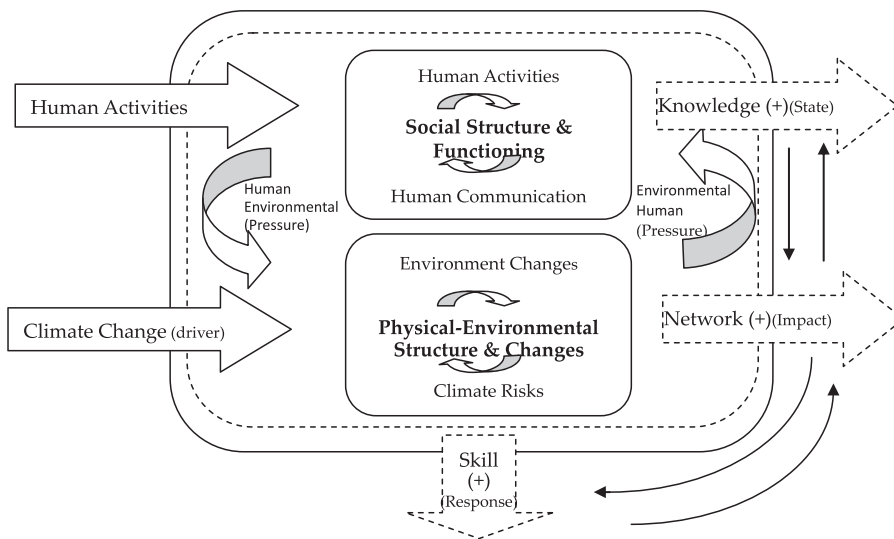 Human Activities
Human Activities
Social Structure &
Functioning
Human Communication
Knowledge (+)(State)
Human
Environmental
(Pressure)
Environmental
Human
(Pressure)
Climate Change (driver)
Environment Changes
Physical-Environmental
Structure & Changes
Climate Risks
Network (+)(Impact)
Skill
(+)
(Response)